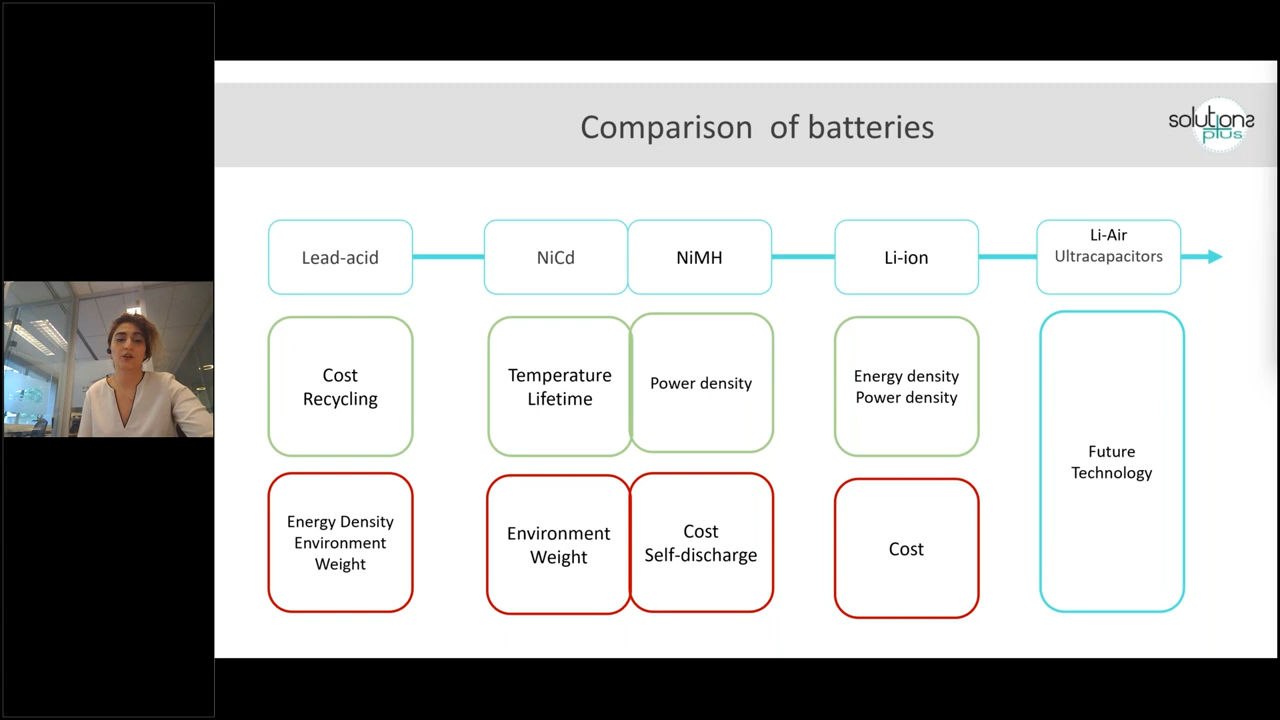 Comparison of batteries
solutions
plus
Lead-acid
NiCd
NiMH
Li-ion
Li-Air
Ultracapacitors
Cost
Recycling
Temperature
Lifetime
Power density
Energy density
Power density
Future
Technology
Energy Density
Environment
Weight
Environment
Weight
Cost
Self-discharge
Cost